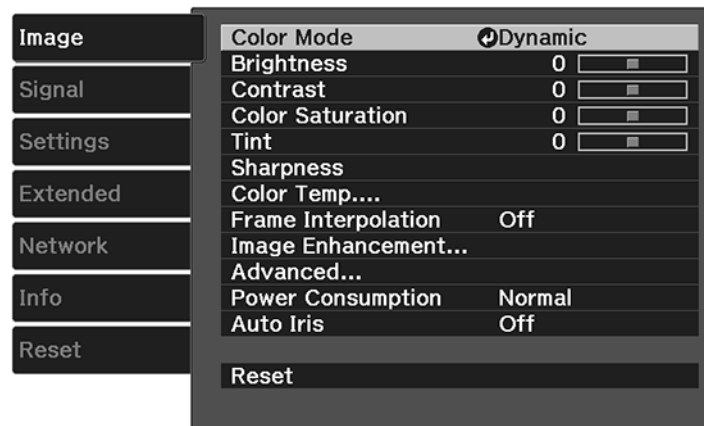 Image
Signal
Settings
Extended
Network
Info
Reset
Color Mode Dynamic
Brightness 0
Contrast 0
Color Saturation 0
Tint 0
Sharpness
Color Temp....
Frame Interpolation Off
Image Enhancement...
Advanced...
Power Consumption Normal
Auto Iris Off
Reset